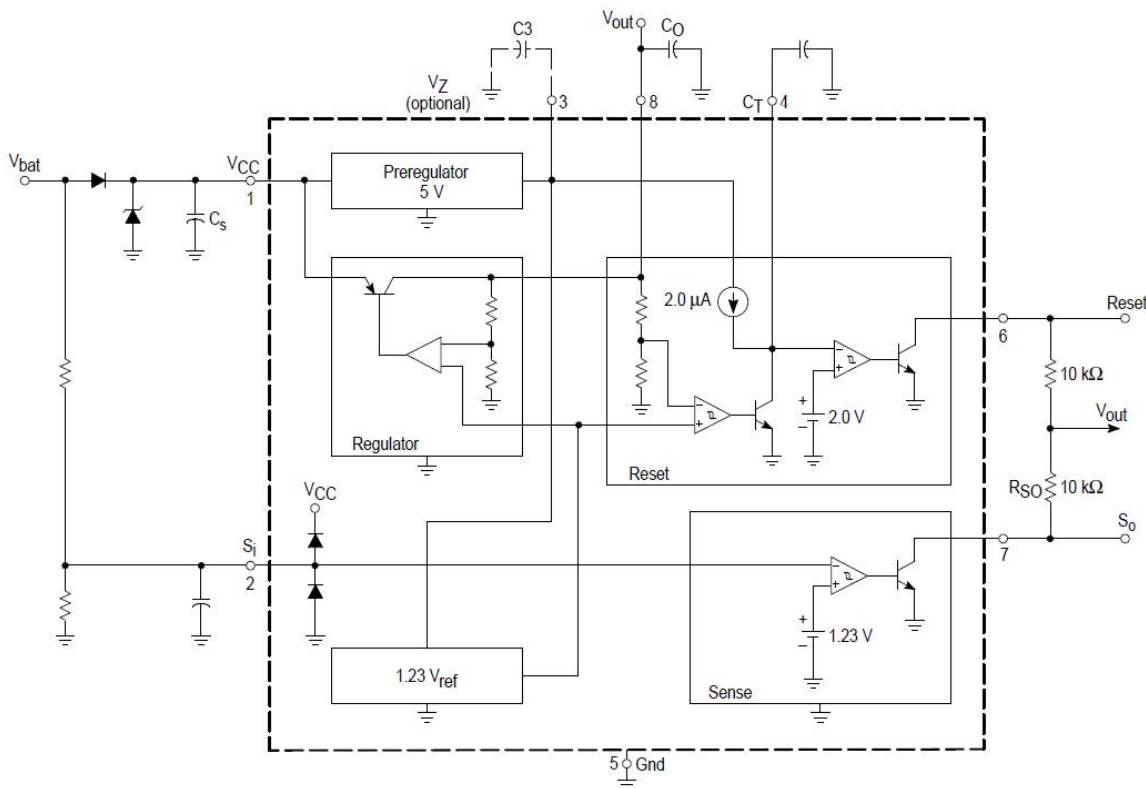 C3
Vout
CO
VZ
(optional)
3
8
CT
4
Vbat
VCC
1
Cs
Preregulator
5 V
2.0 µA
Reset
6
10 kΩ
Vout
2.0 V
+
−
−
+
−
+
Regulator
Reset
RSO
10 kΩ
VCC
So
7
Si
2
−
+
+
−
1.23 V
1.23 Vref
Sense
5
Gnd